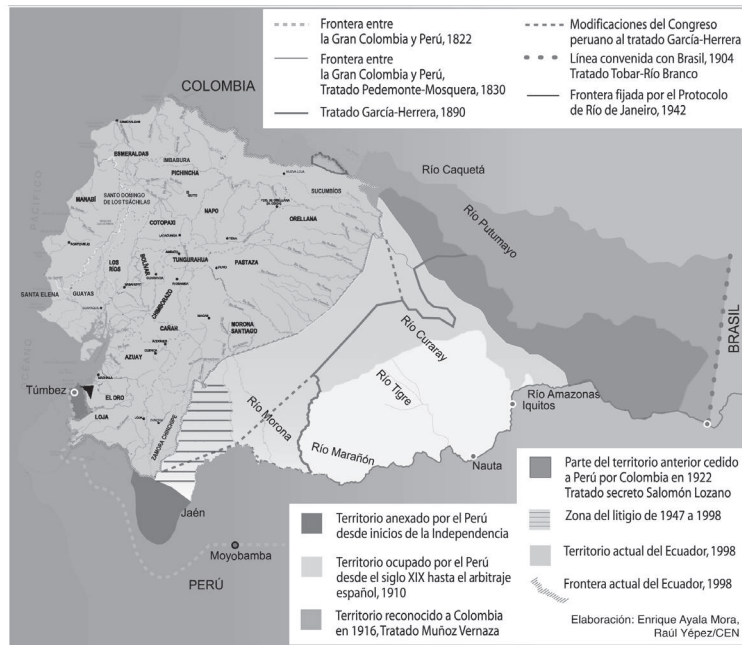 Frontera entre
la Gran Colombia y Perú, 1822
Frontera entre
la Gran Colombia y Perú,
Tratado Pedemonte-Mosquera, 1830
Tratado García-Herrera, 1890
Modificaciones del Congreso
peruano al tratado García-Herrera
Línea convenida con Brasil, 1904
Tratado Tobar-Río Branco
Frontera fijada por el Protocolo
de Río de Janeiro, 1942
COLOMBIA
ESMERALDAS
IMBABURA
PICHINCHA
SUCUMBÍOS
Río Caquetá
MANABÍ
SANTO DOMINGO
DE LOS TSÁCHILAS
NAPO
ORELLANA
Río Putumayo
PACÍFICO
COTOPAXI
LOS
RÍOS
BOLÍVAR
TUNGURAHUA
PASTAZA
SANTA ELENA
GUAYAS
CHIMBORAZO
CAÑAR
MORONA
SANTIAGO
OCÉANO
AZUAY
Río Curaray
BRASIL
Túmbez
EL ORO
Río Tigre
Río Amazonas
Iquitos
LOJA
ZAMORA CHINCHIPE
Río Morona
Río Marañón
Nauta
Jaén
Moyobamba
PERÚ
Territorio anexado por el Perú
desde inicios de la Independencia
Territorio ocupado por el Perú
desde el siglo XIX hasta el arbitraje
español, 1910
Territorio reconocido a Colombia
en 1916, Tratado Muñoz Vernaza
Parte del territorio anterior cedido
a Perú por Colombia en 1922
Tratado secreto Salomón Lozano
Zona del litigio de 1947 a 1998
Territorio actual del Ecuador, 1998
Frontera actual del Ecuador, 1998
Elaboración: Enrique Ayala Mora,
Raúl Yépez/CEN